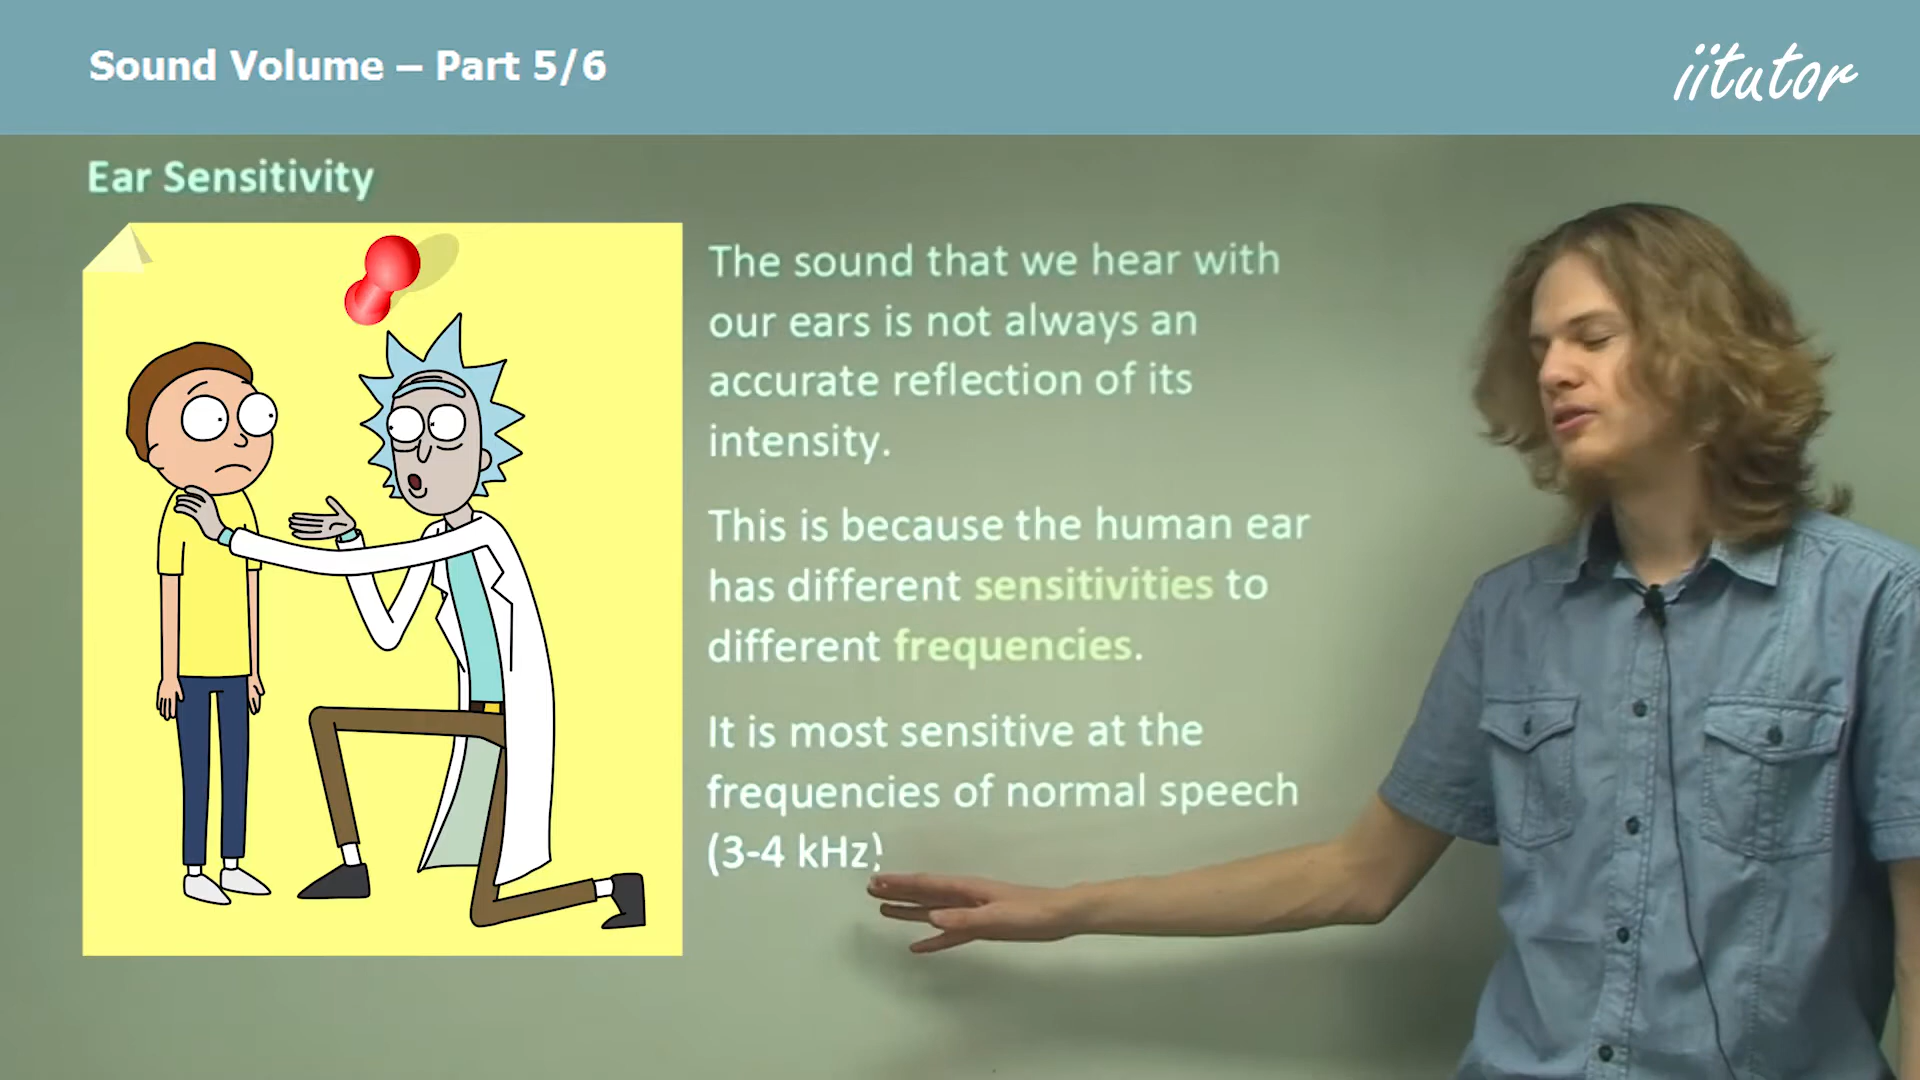 Sound Volume – Part 5/6
iitutor
Ear Sensitivity
The sound that we hear with
our ears is not always an
accurate reflection of its
intensity.
This is because the human ear
has different sensitivities to
different frequencies.
It is most sensitive at the
frequencies of normal speech
(3-4 kHz)